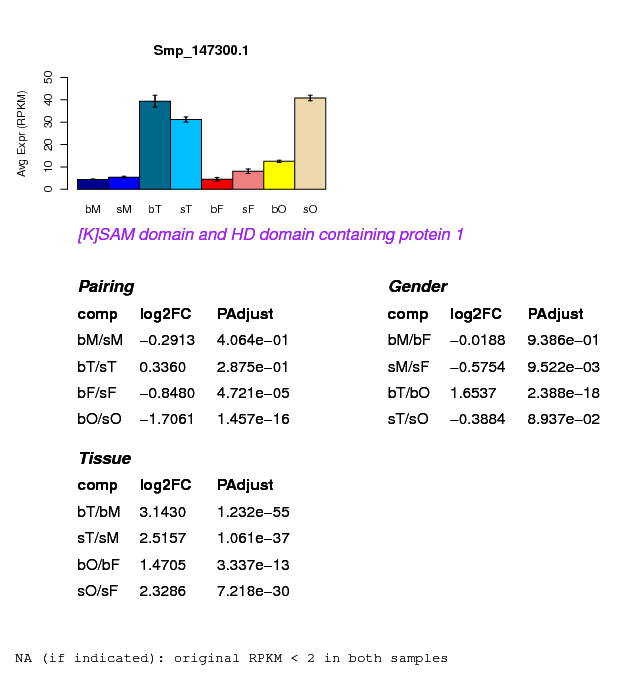 Smp_147300.1
Avg Expr (RPKM)
50
40
30
20
10
0
bM sM bT sT bF sF bO sO
[K]SAM domain and HD domain containing protein 1
Pairing
comp log2FC PAdjust
bM/sM −0.2913 4.064e−01
bT/sT 0.3360 2.875e−01
bF/sF −0.8480 4.721e−05
bO/sO −1.7061 1.457e−16
Gender
comp log2FC PAdjust
bM/bF −0.0188 9.386e−01
sM/sF −0.5754 9.522e−03
bT/bO 1.6537 2.388e−18
sT/sO −0.3884 8.937e−02
Tissue
comp log2FC PAdjust
bT/bM 3.1430 1.232e−55
sT/sM 2.5157 1.061e−37
bO/bF 1.4705 3.337e−13
sO/sF 2.3286 7.218e−30
NA (if indicated): original RPKM < 2 in both samples